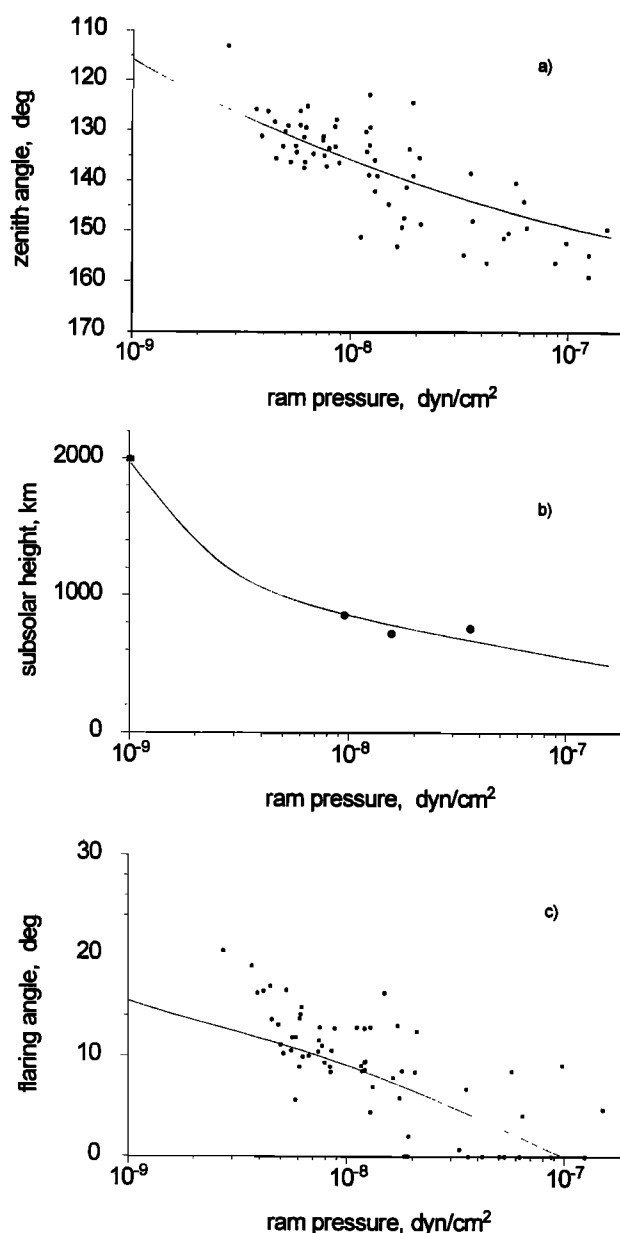 110
a)
120
130
140
150
160
170
zenith angle, deg
10⁻⁹
10⁻⁸
10⁻⁷
ram pressure, dyn/cm²
2000
b)
1000
0
subsolar height, km
10⁻⁹
10⁻⁸
10⁻⁷
ram pressure, dyn/cm²
30
c)
20
10
0
flaring angle, deg
10⁻⁹
10⁻⁸
10⁻⁷
ram pressure, dyn/cm²